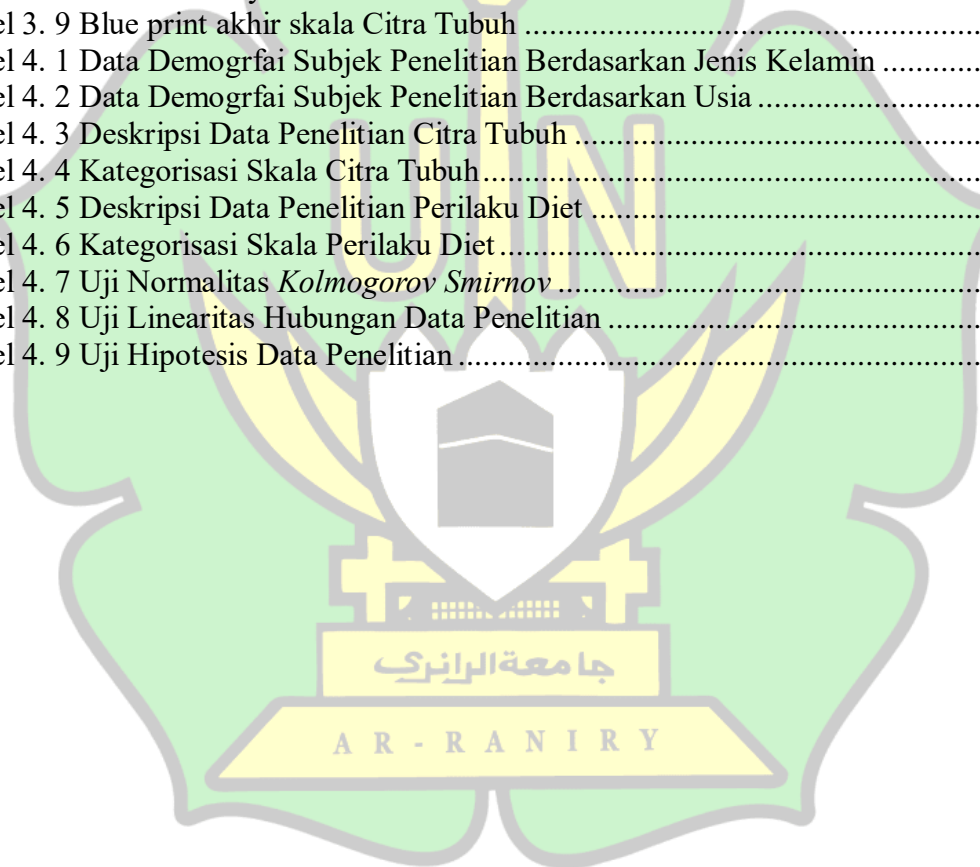 el 3. 9 Blue print akhir skala Citra Tubuh ........................................................
el 4. 1 Data Demogrfai Subjek Penelitian Berdasarkan Jenis Kelamin ............
el 4. 2 Data Demogrfai Subjek Penelitian Berdasarkan Usia ...........................
el 4. 3 Deskripsi Data Penelitian Citra Tubuh ..................................................
el 4. 4 Kategorisasi Skala Citra Tubuh .............................................................
el 4. 5 Deskripsi Data Penelitian Perilaku Diet .................................................
el 4. 6 Kategorisasi Skala Perilaku Diet ...........................................................
el 4. 7 Uji Normalitas Kolmogorov Smirnov .....................................................
el 4. 8 Uji Linearitas Hubungan Data Penelitian ...............................................
el 4. 9 Uji Hipotesis Data Penelitian .................................................................
UIN
جامعة الرانري
AR-RANIRY